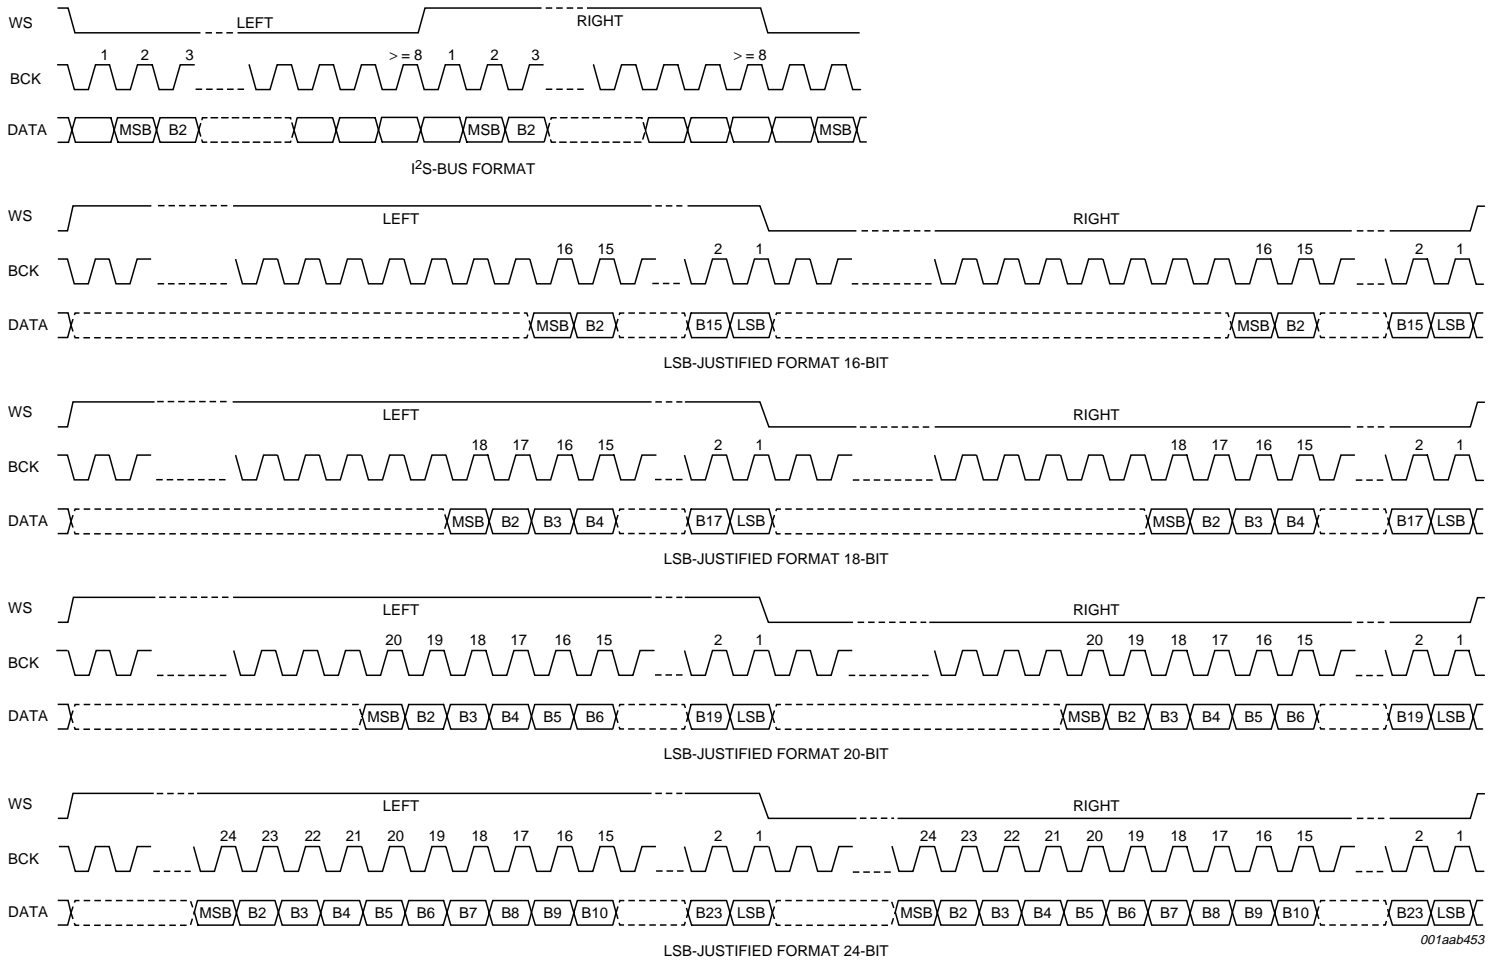 WS LEFT RIGHT
1 2 3 > = 8 1 2 3 > = 8
BCK
DATA MSB B2 MSB B2 MSB
I²S-BUS FORMAT
WS LEFT RIGHT
16 15 2 1 16 15 2 1
BCK
DATA MSB B2 B15 LSB MSB B2 B15 LSB
LSB-JUSTIFIED FORMAT 16-BIT
WS LEFT RIGHT
18 17 16 15 2 1 18 17 16 15 2 1
BCK
DATA MSB B2 B3 B4 B17 LSB MSB B2 B3 B4 B17 LSB
LSB-JUSTIFIED FORMAT 18-BIT
WS LEFT RIGHT
20 19 18 17 16 15 2 1 20 19 18 17 16 15 2 1
BCK
DATA MSB B2 B3 B4 B5 B6 B19 LSB MSB B2 B3 B4 B5 B6 B19 LSB
LSB-JUSTIFIED FORMAT 20-BIT
WS LEFT RIGHT
24 23 22 21 20 19 18 17 16 15 2 1 24 23 22 21 20 19 18 17 16 15 2 1
BCK
DATA MSB B2 B3 B4 B5 B6 B7 B8 B9 B10 B23 LSB MSB B2 B3 B4 B5 B6 B7 B8 B9 B10 B23 LSB
LSB-JUSTIFIED FORMAT 24-BIT
001aab453